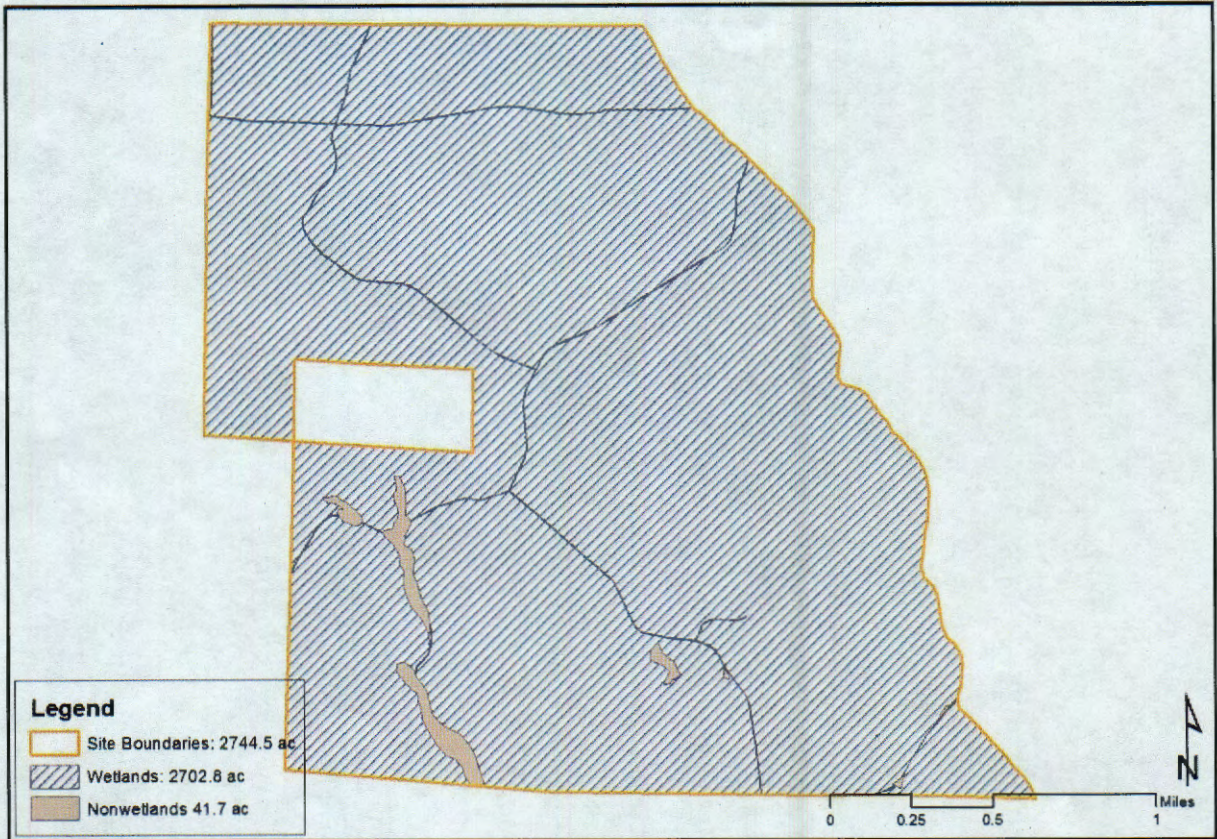 Legend
Site Boundaries: 2744.5 ac
Wetlands: 2702.8 ac
Nonwetlands 41.7 ac
N
Miles
0 0.25 0.5 1